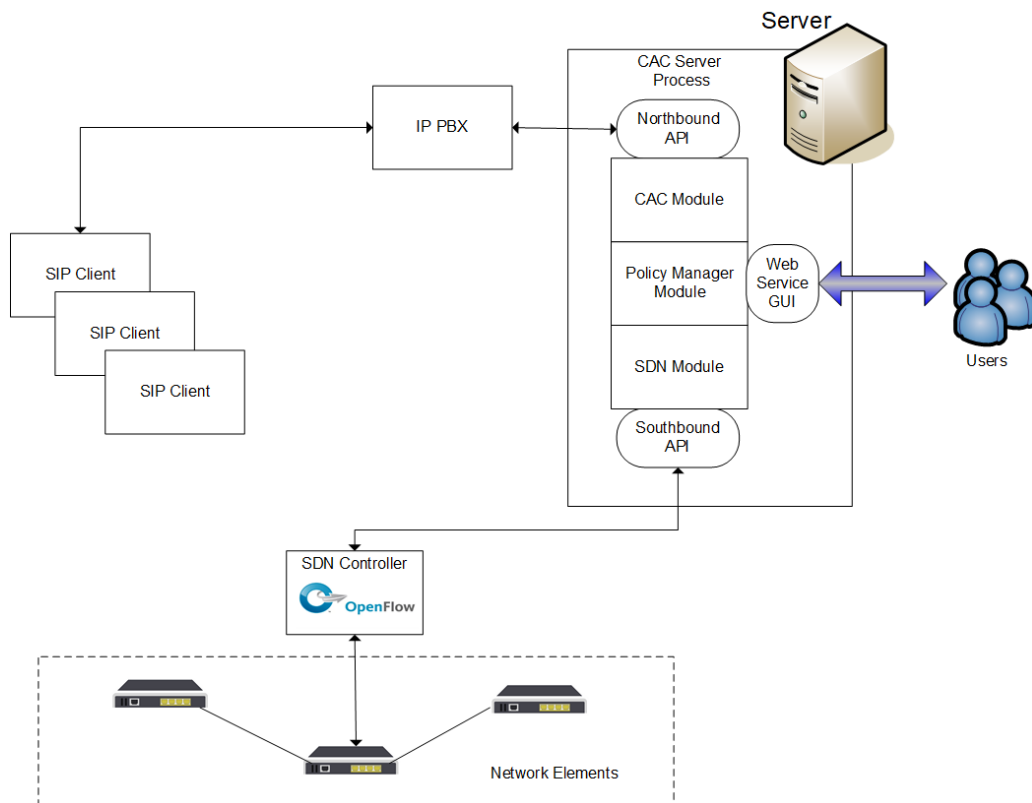 Server
CAC Server
Process
IP PBX
Northbound
API
CAC Module
SIP Client
SIP Client
SIP Client
Policy Manager
Module
Web
Service
GUI
Users
SDN Module
Southbound
API
SDN Controller
OpenFlow
Network Elements